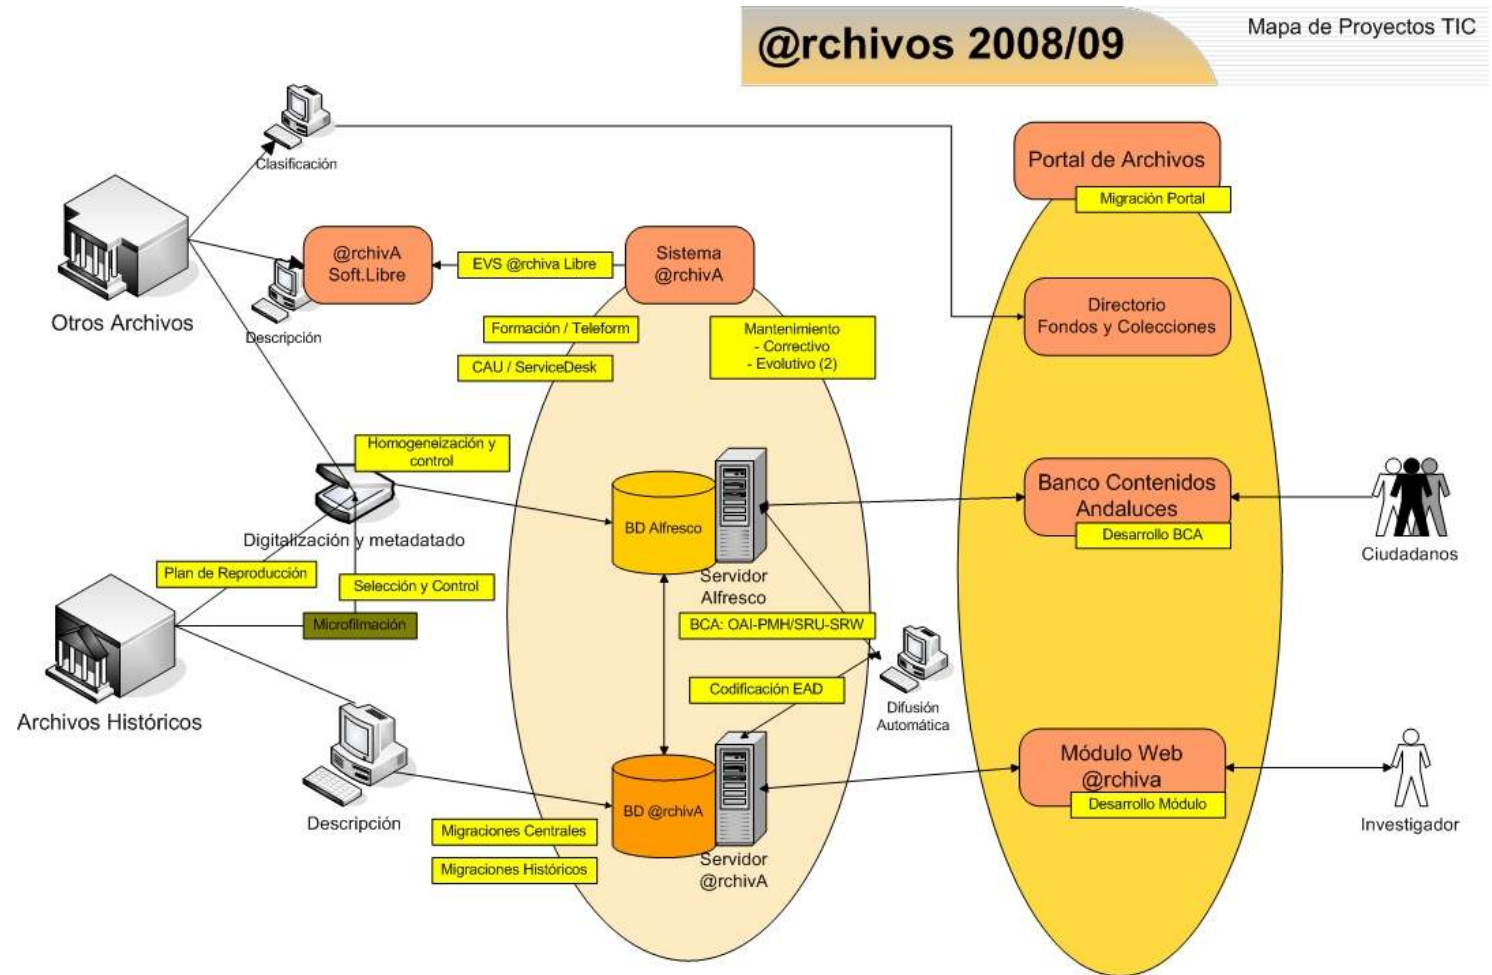 @rchivos 2008/09
Mapa de Proyectos TIC
Clasificación
Portal de Archivos
Migración Portal
@rchivA
Soft.Libre
EVS @rchiva Libre
Sistema
@rchivA
Otros Archivos
Descripción
Formación / Teleform
CAU / ServiceDesk
Mantenimiento
- Correctivo
- Evolutivo (2)
Directorio
Fondos y Colecciones
Homogeneización y
control
Digitalización y metadatado
BD Alfresco
Servidor
Alfresco
Banco Contenidos
Andaluces
Desarrollo BCA
Ciudadanos
Plan de Reproducción
Selección y Control
Microfilmación
BCA: OAI-PMH/SRU-SRW
Codificación EAD
Difusión
Automática
Archivos Históricos
Descripción
BD @rchivA
Servidor
@rchivA
Migraciones Centrales
Migraciones Históricos
Módulo Web
@rchiva
Desarrollo Módulo
Investigador